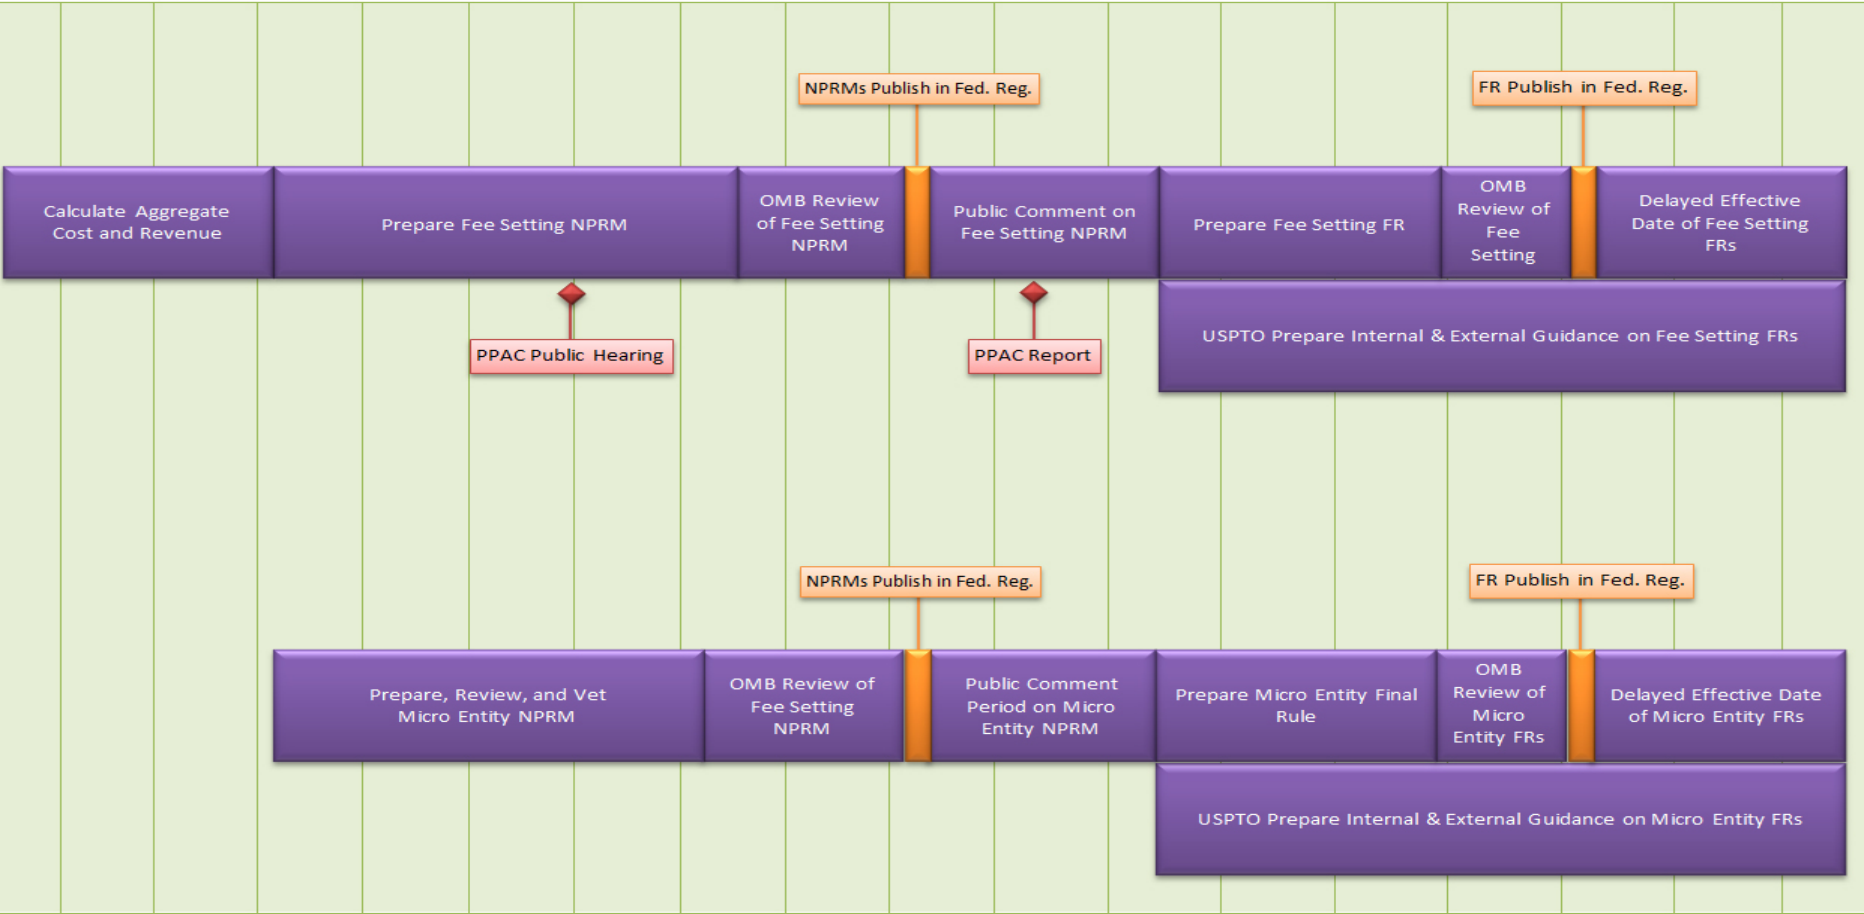 NPRMs Publish in Fed. Reg.
FR Publish in Fed. Reg.
Calculate Aggregate
Cost and Revenue
Prepare Fee Setting NPRM
OMB Review
of Fee Setting
NPRM
Public Comment on
Fee Setting NPRM
Prepare Fee Setting FR
OMB
Review of
Fee
Setting
Delayed Effective
Date of Fee Setting
FRs
USPTO Prepare Internal & External Guidance on Fee Setting FRs
PPAC Public Hearing
PPAC Report
NPRMs Publish in Fed. Reg.
FR Publish in Fed. Reg.
Prepare, Review, and Vet
Micro Entity NPRM
OMB Review of
Fee Setting
NPRM
Public Comment
Period on Micro
Entity NPRM
Prepare Micro Entity Final
Rule
OMB
Review of
Micro
Entity FRs
Delayed Effective Date
of Micro Entity FRs
USPTO Prepare Internal & External Guidance on Micro Entity FRs